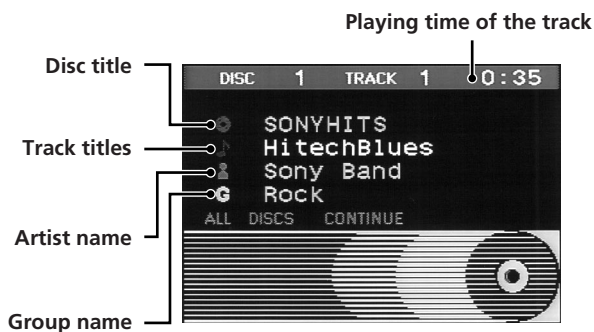 Playing time of the track
Disc title
DISC 1 TRACK 1 0:35
SONYHITS
Track titles
HitechBlues
Sony Band
G Rock
ALL DISCS CONTINUE
Artist name
Group name